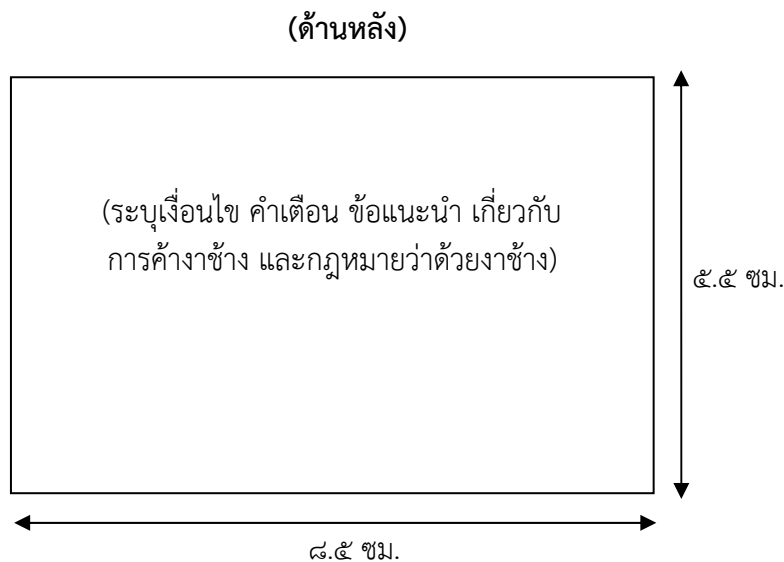 (ด้านหลัง)
(ระบุเงื่อนไข คำเตือน ข้อแนะนำ เกี่ยวกับ
การค้างาช้าง และกฎหมายว่าด้วยงาช้าง)
๕.๕ ซม.
๘.๕ ซม.